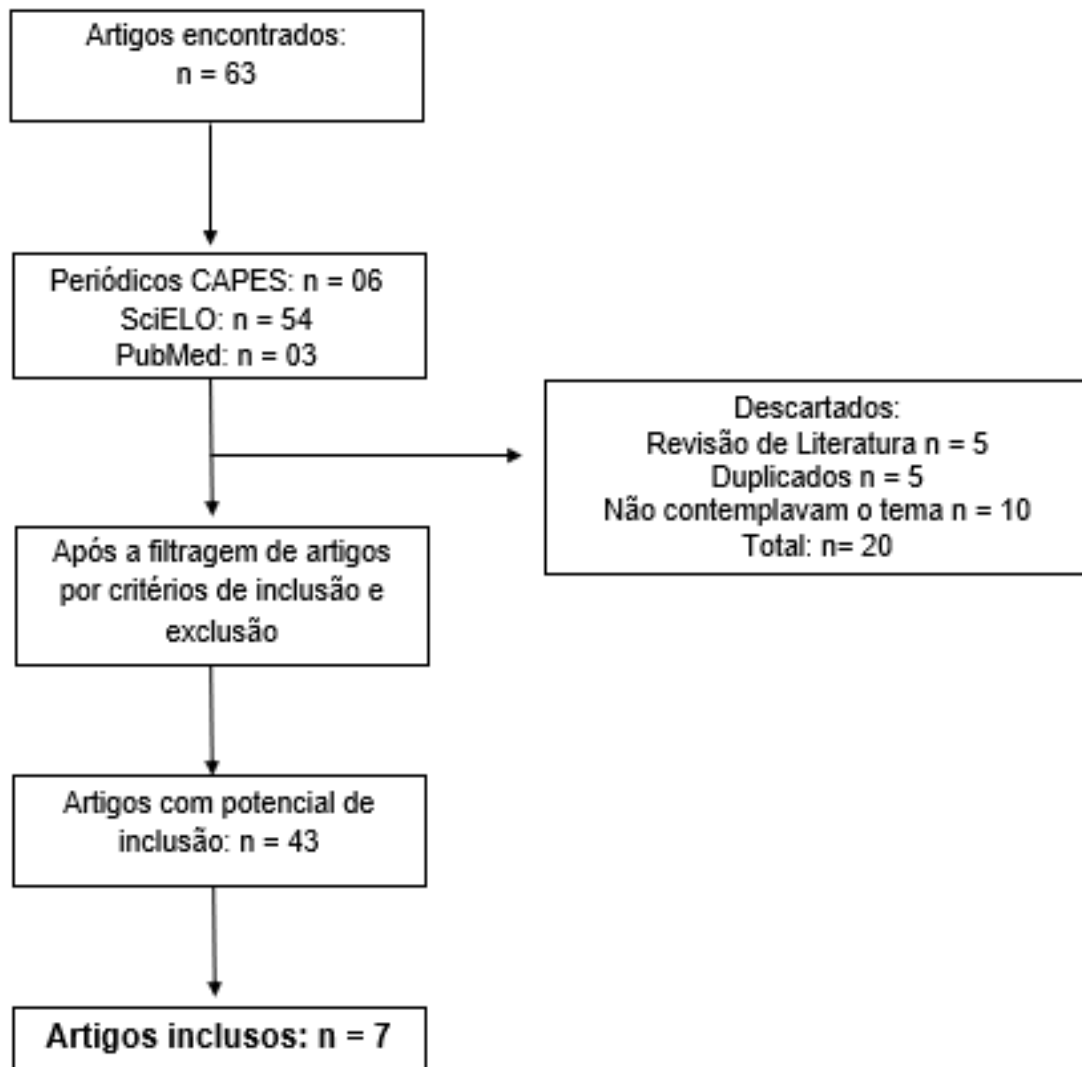 Artigos encontrados:
n = 63
Periódicos CAPES: n = 06
SciELO: n = 54
PubMed: n = 03
Descartados:
Revisão de Literatura n = 5
Duplicados n = 5
Não contemplavam o tema n = 10
Total: n= 20
Após a filtragem de artigos
por critérios de inclusão e
exclusão
Artigos com potencial de
inclusão: n = 43
Artigos inclusos: n = 7